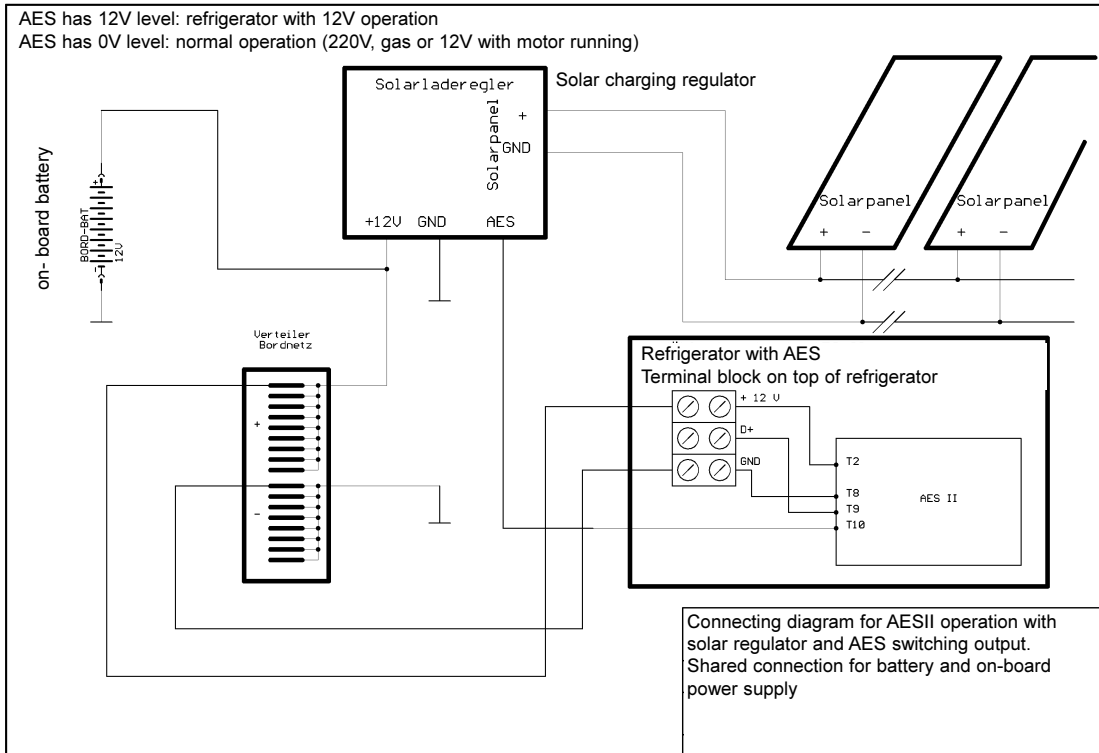 AES has 12V level: refrigerator with 12V operation
AES has 0V level: normal operation (220V, gas or 12V with motor running)
Solarladeregler
Solar charging regulator
Solarpanel
+
GND
+12V GND AES
on- board battery
+
BORD-BAT
-
12V
Solarpanel
+ -
Solarpanel
+ -
Verteiler
Bordnetz
+
-
Refrigerator with AES
Terminal block on top of refrigerator
+ 12 V
D+
GND
T2
T8
T9
T10
AES II
Connecting diagram for AESII operation with
solar regulator and AES switching output.
Shared connection for battery and on-board
power supply